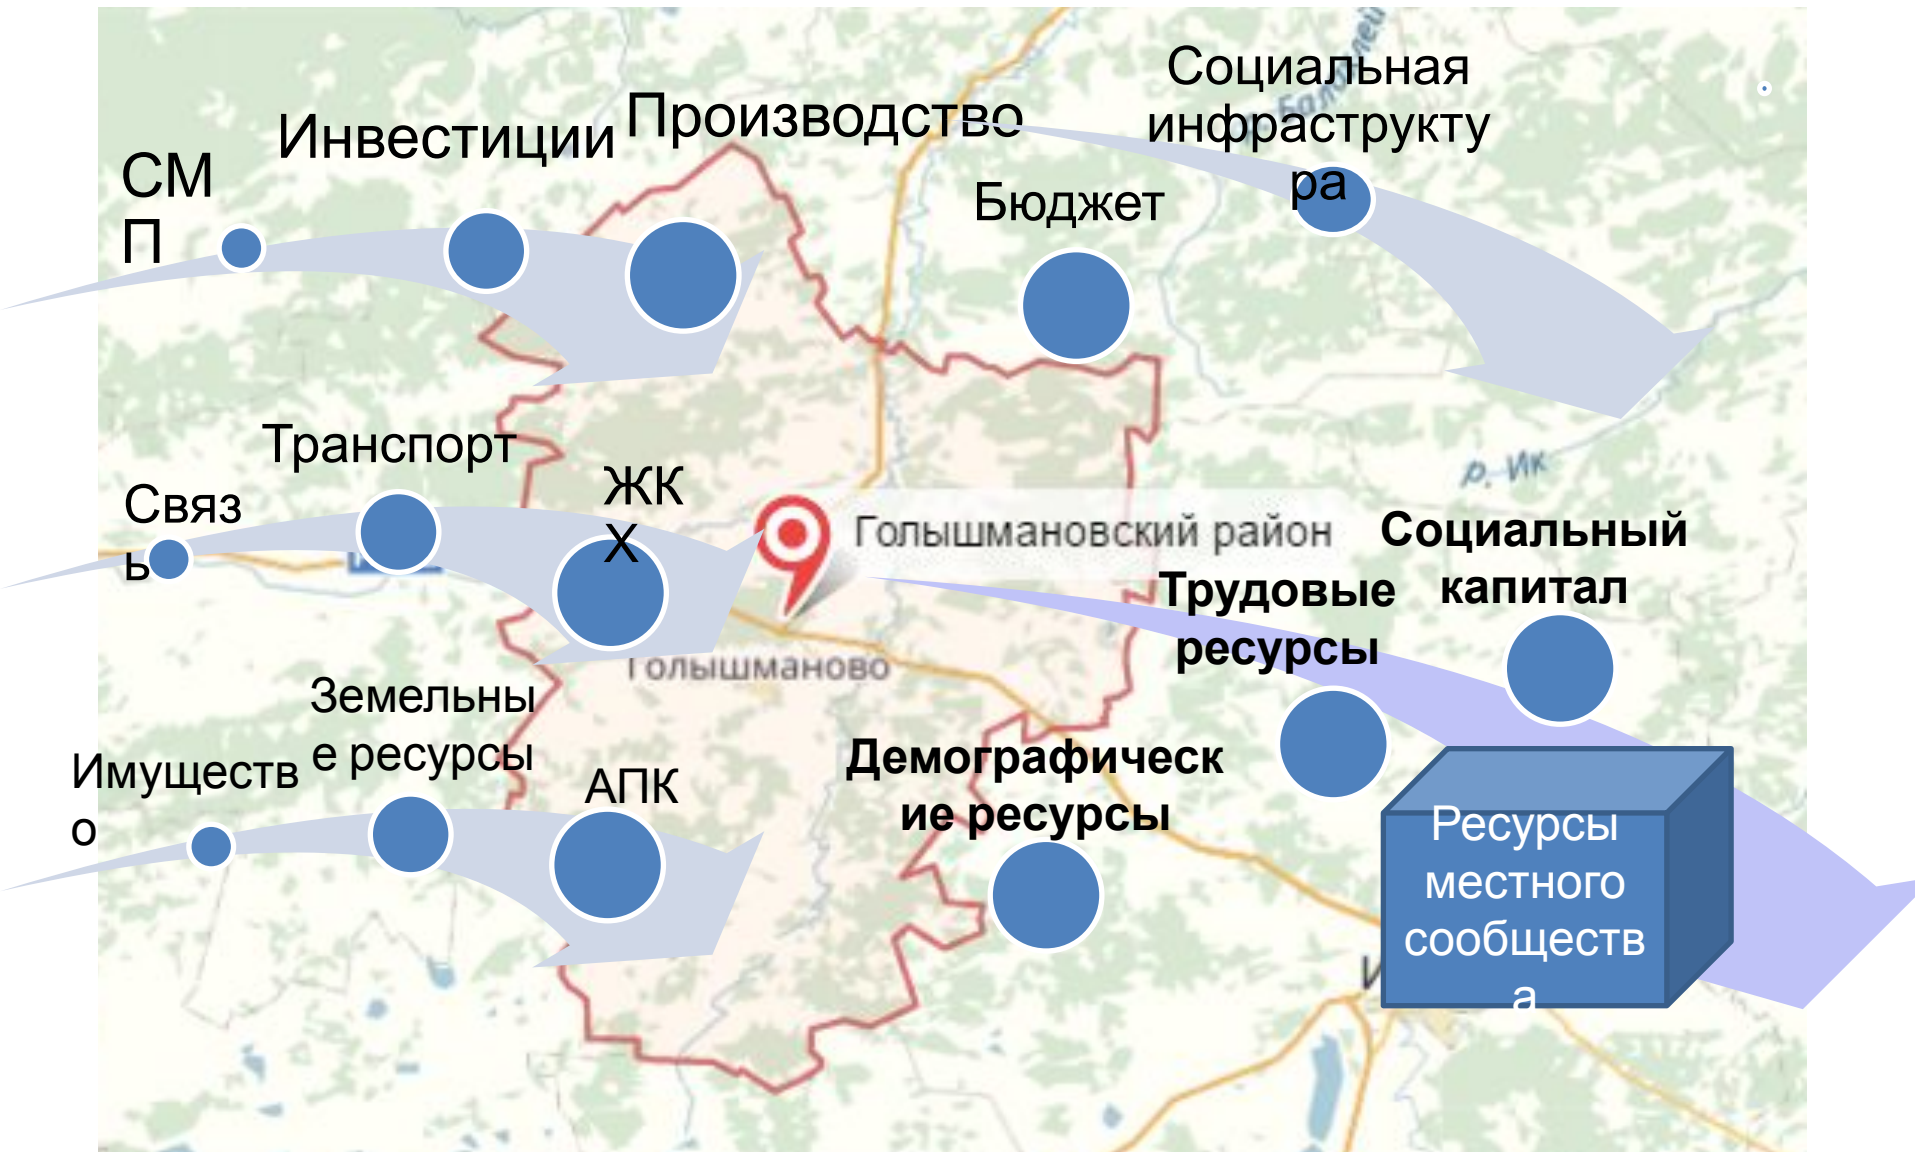 Социальная
инфраструкту
ра
р. Балахлей
Производство
Инвестиции
СМ
П
Бюджет
Транспорт
ЖК
Х
р. Ик
Связ
ь
Голышмановский район
Социальный
капитал
Трудовые
ресурсы
Голышманово
Земельны
е ресурсы
Имуществ
о
АПК
Демографическ
ие ресурсы
Ресурсы
местного
сообществ
а